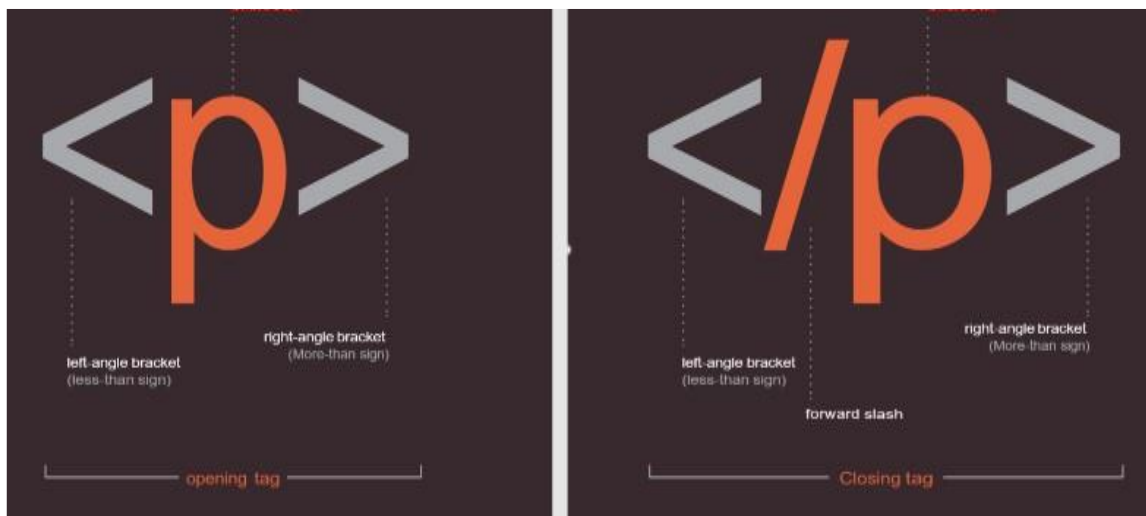 <p>
right-angle bracket
(More-than sign)
left-angle bracket
(less-than sign)
opening tag
</p>
right-angle bracket
(More-than sign)
left-angle bracket
(less-than sign)
forward slash
Closing tag